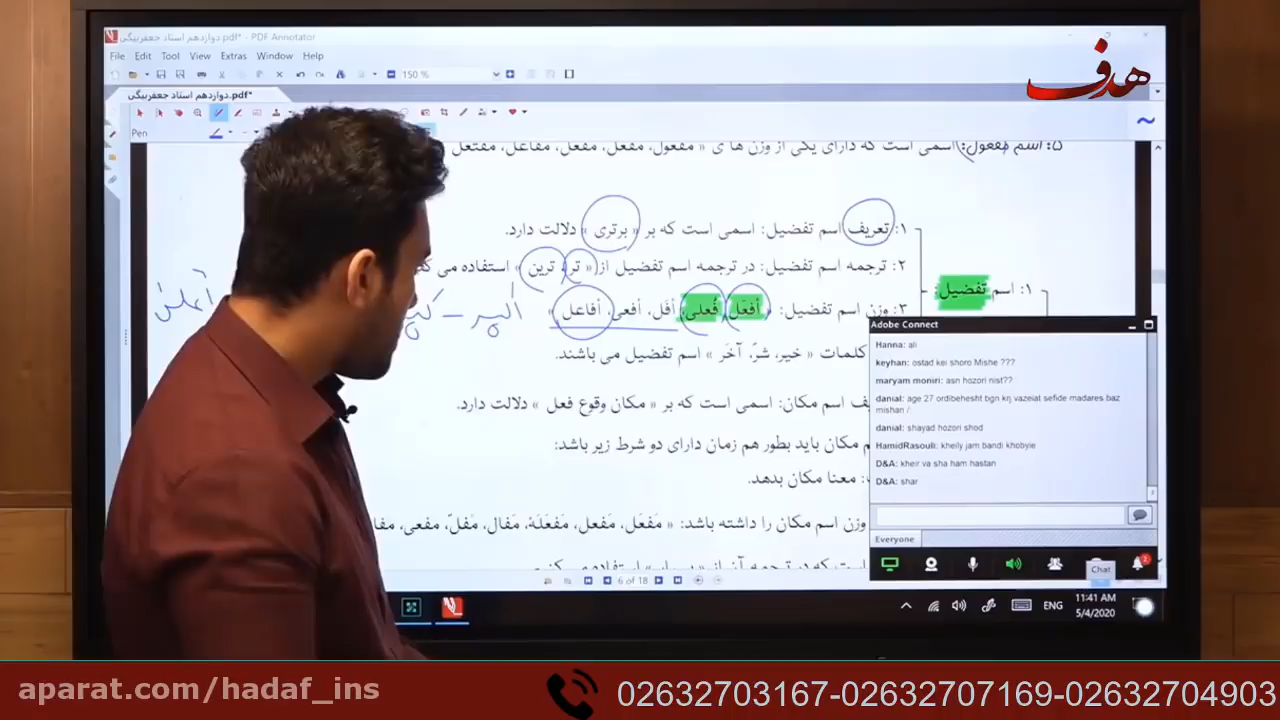 دوازدهم استاد جعفربیگی.pdf* - PDF Annotator
هدف
File Edit Tool View Extras Window Help
150 %
دوازدهم استاد جعفربیگی.pdf*
Pen
۵: اسم مفعول: اسمی است که دارای یکی از وزن های « مفعول، مفعل، مفعل، مفاعل، مفتعل
۱: تعریف اسم تفضیل: اسمی است که بر « برتری » دلالت دارد.
۲: ترجمه اسم تفضیل: در ترجمه اسم تفضیل از « تر، ترین » استفاده می
۱: اسم تفضیل:
۳: وزن اسم تفضیل: « أفعَل، فُعلی، أفَل، أفعی، أفاعل »
کلمات « خیر، شرّ، آخَر » اسم تفضیل می باشند.
ف اسم مکان: اسمی است که بر « مکان وقوع فعل » دلالت دارد.
م مکان باید بطور هم زمان دارای دو شرط زیر باشد:
: معنا مکان بدهد.
وزن اسم مکان را داشته باشد: « مَفعَل، مَفعل، مَفعَلَة، مَفال، مَفلّ، مَفعی، مفا
Adobe Connect
Hanna: ali
keyhan: ostad kei shoro Mishe ???
maryam moniri: asn hozori nist??
danial: age 27 ordibehesht bgn kη vazeiat sefide madares baz
mishan /
danial: shayad hozori shod
HamidRasouli: kheily jam bandi khobyie
D&A: kheir va sha ham hastan
D&A: shar
Everyone
Chat
6 of 18
ENG
11:41 AM
5/4/2020
aparat.com/hadaf_ins
02632703167-02632707169-02632704903